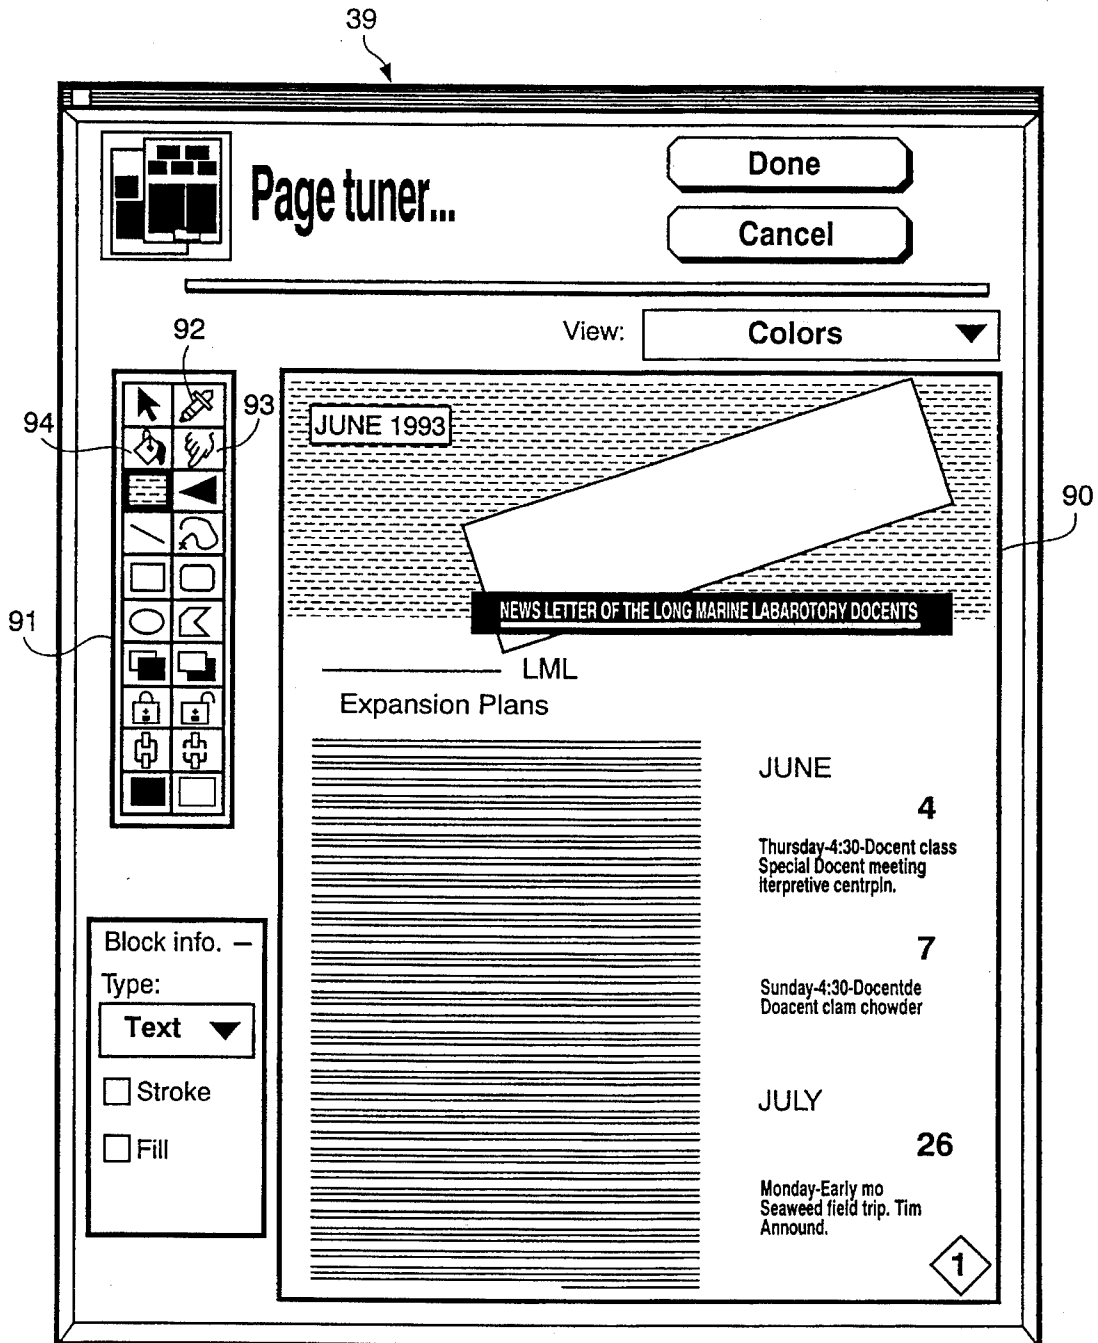 39
Page tuner...
Done
Cancel
View:
Colors
92
93
94
91
90
JUNE 1993
NEWS LETTER OF THE LONG MARINE LABAROTORY DOCENTS
LML
Expansion Plans
JUNE
4
Thursday-4:30-Docent class
Special Docent meeting
Iterpretive centrpln.
7
Sunday-4:30-Docentde
Doacent clam chowder
JULY
26
Monday-Early mo
Seaweed field trip. Tim
Annound.
1
Block info.
Type:
Text
Stroke
Fill